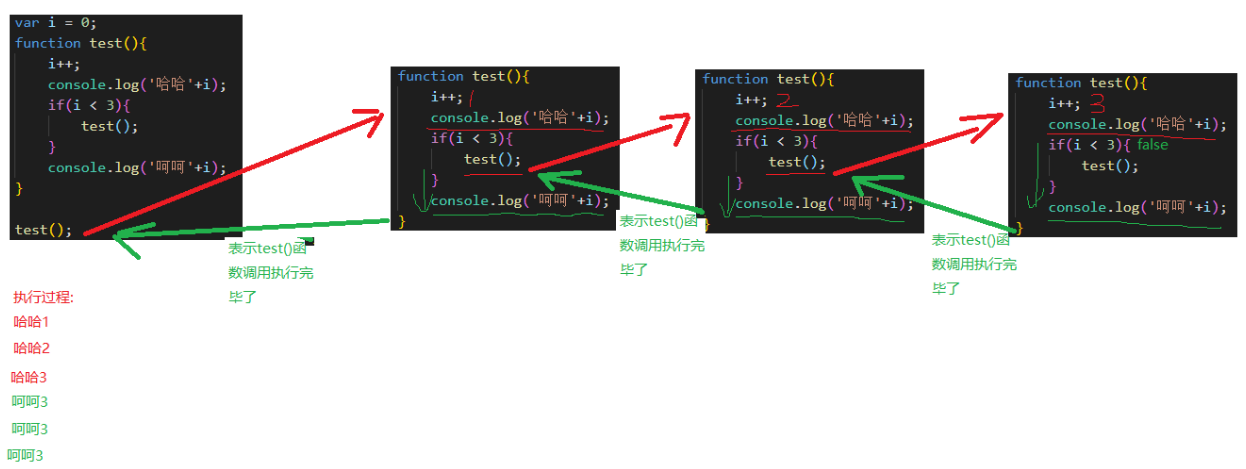 var i = 0;
function test(){
i++;
console.log('哈哈'+i);
if(i < 3){
test();
}
console.log('呵呵'+i);
}
test();
function test(){
i++; 1
console.log('哈哈'+i);
if(i < 3){
test();
}
console.log('呵呵'+i);
}
function test(){
i++; 2
console.log('哈哈'+i);
if(i < 3){
test();
}
console.log('呵呵'+i);
}
function test(){
i++; 3
console.log('哈哈'+i);
if(i < 3){ false
test();
}
console.log('呵呵'+i);
}
表示test()函
数调用执行完
毕了
表示test()函
数调用执行完
毕了
表示test()函
数调用执行完
毕了
执行过程:
哈哈1
哈哈2
哈哈3
呵呵3
呵呵3
呵呵3